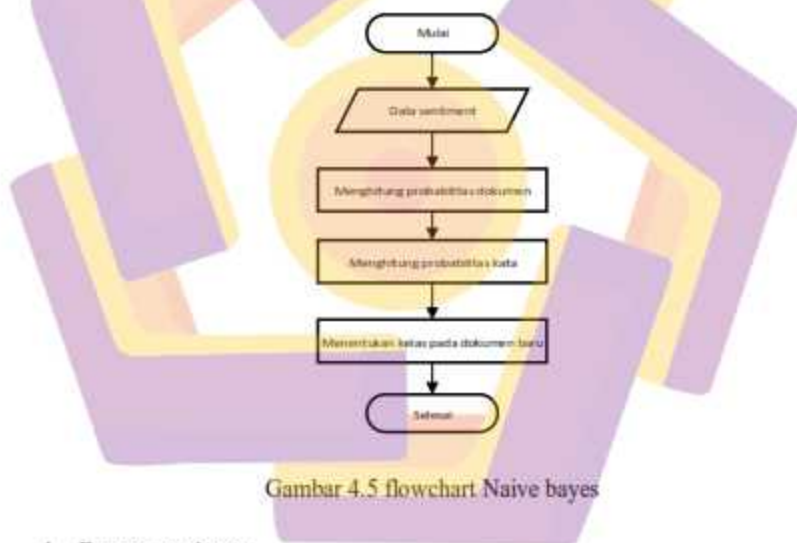 Mulai
Data sentiment
Menghitung probabilitas dokumen
Menghitung probabilitas kata
Menentukan kelas pada dokumen baru
Selesai
Gambar 4.5 flowchart Naive bayes